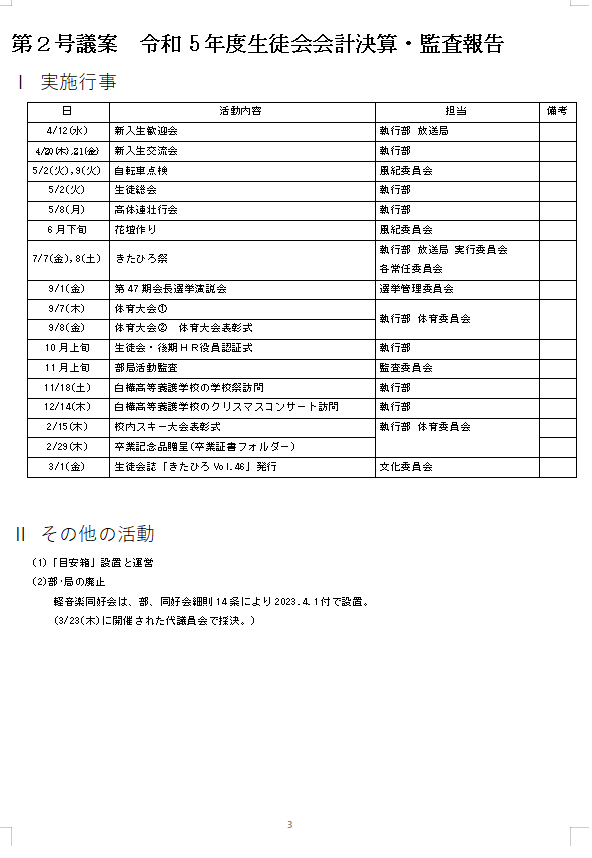 第２号議案　令和５年度生徒会会計決算・監査報告
Ⅰ　実施行事
日 活動内容 担当 備考
4/12(水) 新入生歓迎会 執行部 放送局
4/20(木),21(金) 新入生交流会 執行部
5/2(火),9(火) 自転車点検 風紀委員会
5/2(火) 生徒総会 執行部
5/8(月) 高体連壮行会 執行部
６月下旬 花壇作り 風紀委員会
7/7(金),8(土) きたひろ祭 執行部 放送局 実行委員会
各常任委員会
9/1(金) 第47期会長選挙演説会 選挙管理委員会
9/7(木) 体育大会① 執行部 体育委員会
9/8(金) 体育大会②　体育大会表彰式
10月上旬 生徒会・後期ＨＲ役員認証式 執行部
11月上旬 部局活動監査 監査委員会
11/18(土) 白樺高等養護学校の学校祭訪問 執行部
12/14(木) 白樺高等養護学校のクリスマスコンサート訪問 執行部
2/15(木) 校内スキー大会表彰式 執行部 体育委員会
2/29(木) 卒業記念品贈呈(卒業証書フォルダー)
3/1(金) 生徒会誌「きたひろVol.46」発行 文化委員会
Ⅱ　その他の活動
(1)「目安箱」設置と運営
(2)部･局の廃止
軽音楽同好会は、部、同好会細則14条により2023.4.1付で設置。
(3/23(木)に開催された代議員会で採決。)
3